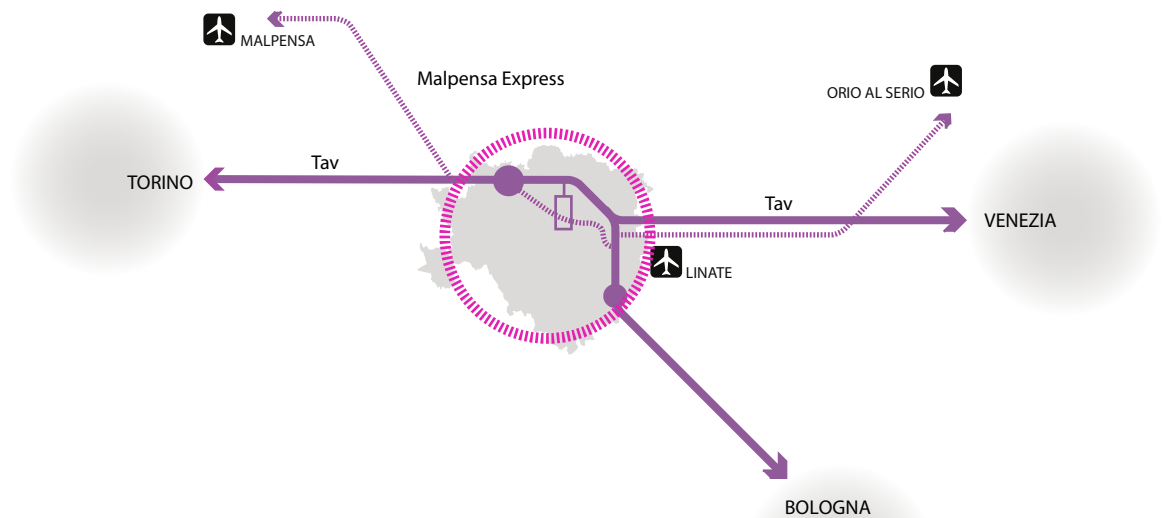 MALPENSA
Malpensa Express
ORIO AL SERIO
Tav
TORINO
Tav
VENEZIA
LINATE
BOLOGNA